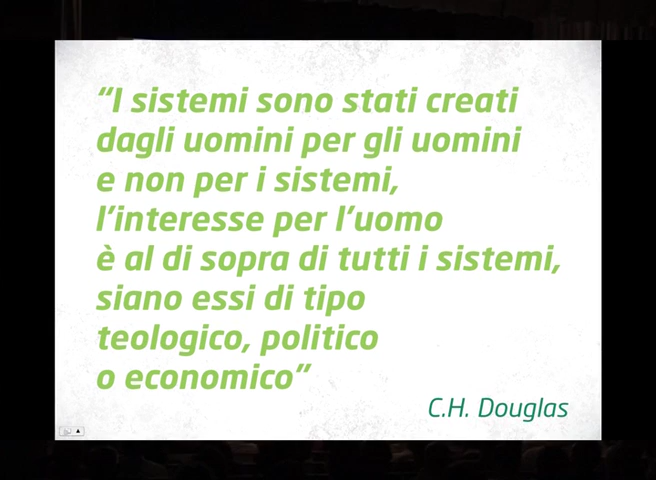 “I sistemi sono stati creati
dagli uomini per gli uomini
e non per i sistemi,
l’interesse per l’uomo
è al di sopra di tutti i sistemi,
siano essi di tipo
teologico, politico
o economico”
C.H. Douglas